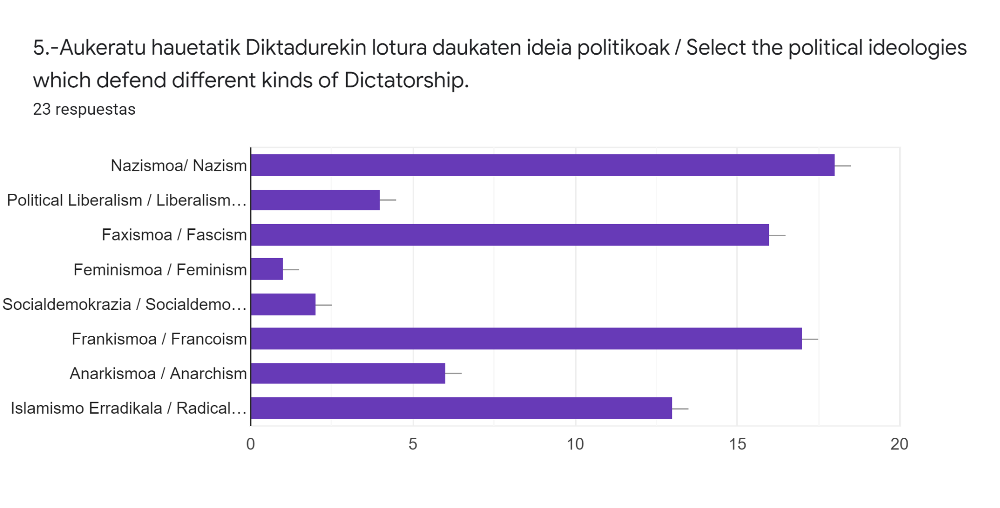 5.-Aukeratu hauetatik Diktadurekin lotura daukaten ideia politikoak / Select the political ideologies
which defend different kinds of Dictatorship.
23 respuestas
Nazismoa/ Nazism
Political Liberalism / Liberalism…
Faxismoa / Fascism
Feminismoa / Feminism
Socialdemokrazia / Socialdemo…
Frankismoa / Francoism
Anarkismoa / Anarchism
Islamismo Erradikala / Radical…
0 5 10 15 20